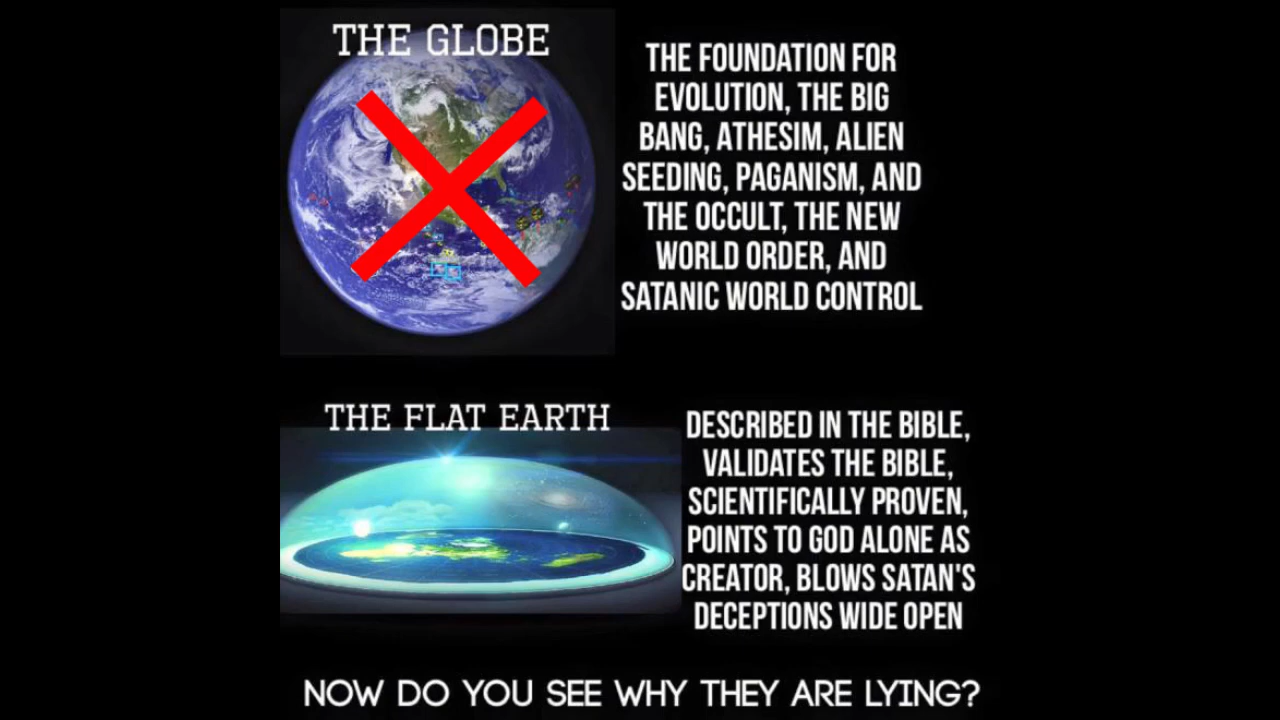 THE GLOBE
THE FOUNDATION FOR
EVOLUTION, THE BIG
BANG, ATHESIM, ALIEN
SEEDING, PAGANISM, AND
THE OCCULT, THE NEW
WORLD ORDER, AND
SATANIC WORLD CONTROL
THE FLAT EARTH
DESCRIBED IN THE BIBLE,
VALIDATES THE BIBLE,
SCIENTIFICALLY PROVEN,
POINTS TO GOD ALONE AS
CREATOR, BLOWS SATAN'S
DECEPTIONS WIDE OPEN
NOW DO YOU SEE WHY THEY ARE LYING?